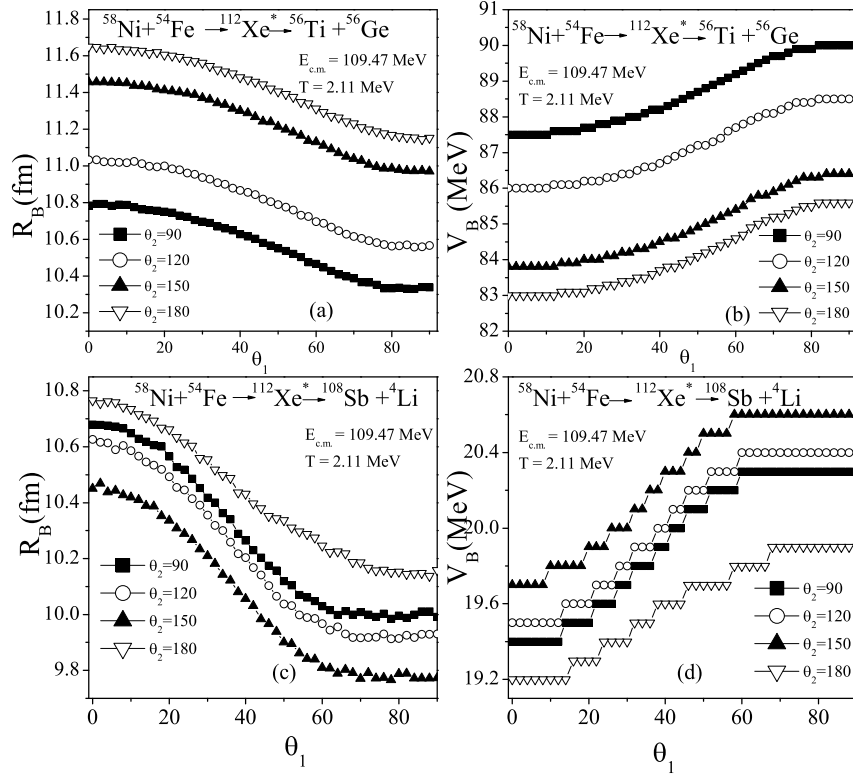 ⁵⁸Ni+⁵⁴Fe → ¹¹²Xe* → ⁵⁶Ti +⁵⁶Ge
E_c.m. = 109.47 MeV
T = 2.11 MeV
R_B(fm)
11.8
11.6
11.4
11.2
11.0
10.8
10.6
10.4
10.2
θ₂=90
θ₂=120
θ₂=150
θ₂=180
(a)
0 20 40 60 80
θ₁
⁵⁸Ni+⁵⁴Fe → ¹¹²Xe* → ⁵⁶Ti +⁵⁶Ge
E_c.m. = 109.47 MeV
T = 2.11 MeV
V_B(MeV)
91
90
89
88
87
86
85
84
83
82
θ₂=90
θ₂=120
θ₂=150
θ₂=180
(b)
0 20 40 60 80
θ₁
⁵⁸Ni+⁵⁴Fe → ¹¹²Xe* → ¹⁰⁸Sb +⁴Li
E_c.m. = 109.47 MeV
T = 2.11 MeV
R_B(fm)
10.8
10.6
10.4
10.2
10.0
9.8
θ₂=90
θ₂=120
θ₂=150
θ₂=180
(c)
0 20 40 60 80
θ₁
⁵⁸Ni+⁵⁴Fe → ¹¹²Xe* → ¹⁰⁸Sb +⁴Li
E_c.m. = 109.47 MeV
T = 2.11 MeV
V_B(MeV)
20.8
20.4
20.0
19.6
19.2
θ₂=90
θ₂=120
θ₂=150
θ₂=180
(d)
0 20 40 60 80
θ₁